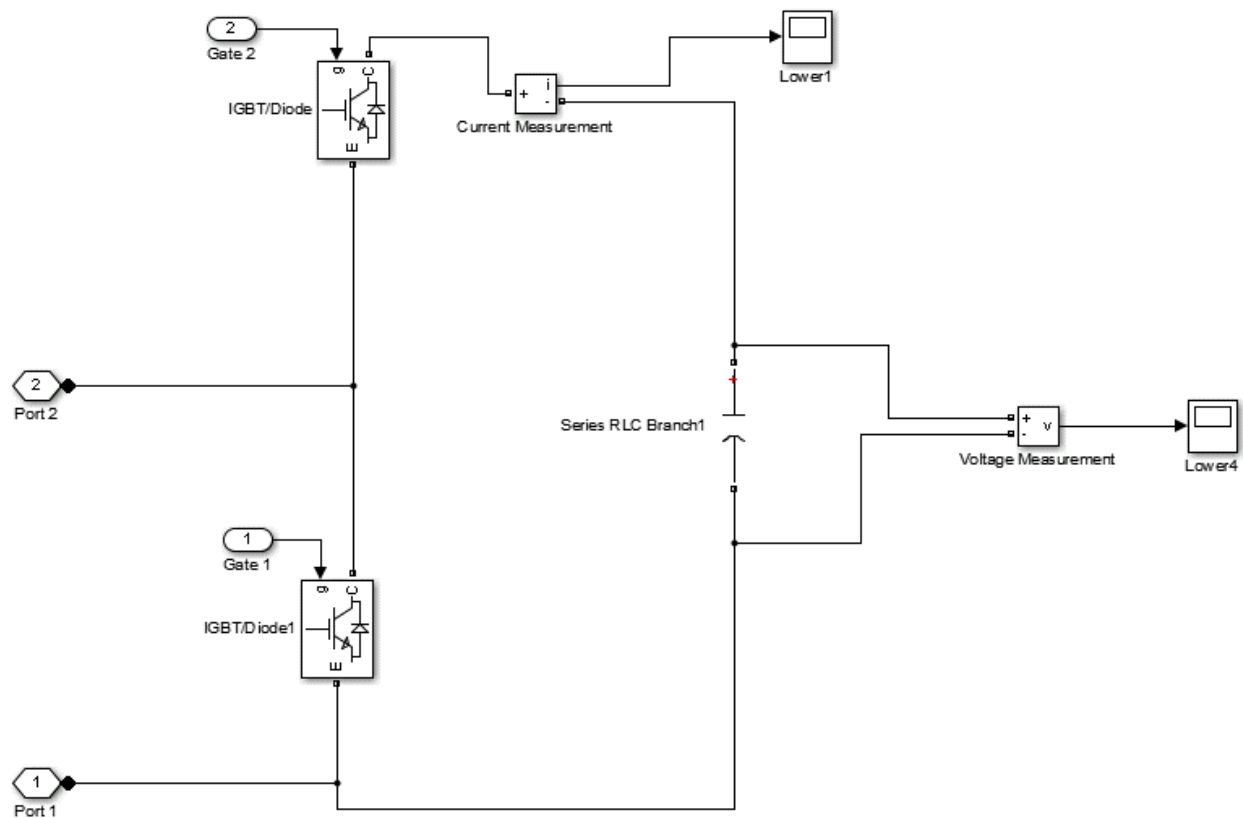 2
Gate 2
g
C
IGBT/Diode
E
+
i
-
Current Measurement
Lower1
2
Port 2
+
Series RLC Branch1
+
-
v
Voltage Measurement
Lower4
1
Gate 1
g
C
IGBT/Diode1
E
1
Port 1